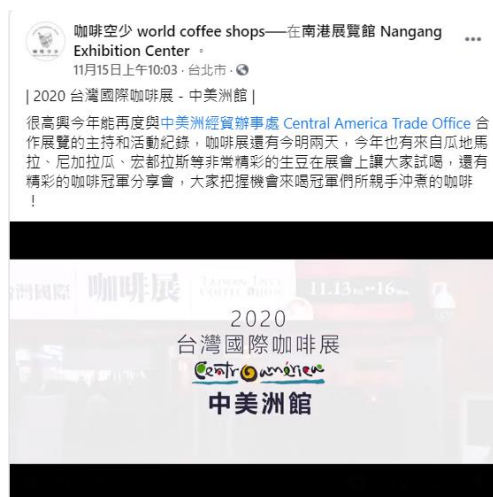 咖啡空少 world coffee shops——在南港展覽館 Nangang
Exhibition Center。
11月15日上午10:03 · 台北市 ·
| 2020 台灣國際咖啡展 - 中美洲館 |
很高興今年能再度與中美洲經貿辦事處 Central America Trade Office 合
作展覽的主持和活動紀錄，咖啡展還有今明兩天，今年也有來自瓜地馬
拉、尼加拉瓜、宏都拉斯等非常精彩的生豆在展會上讓大家試喝，還有
精彩的咖啡冠軍分享會，大家把握機會來喝冠軍們所親手沖煮的咖啡
！
灣國際 咖啡展 11.13 16
2020
台灣國際咖啡展
Centroamérica
中美洲館